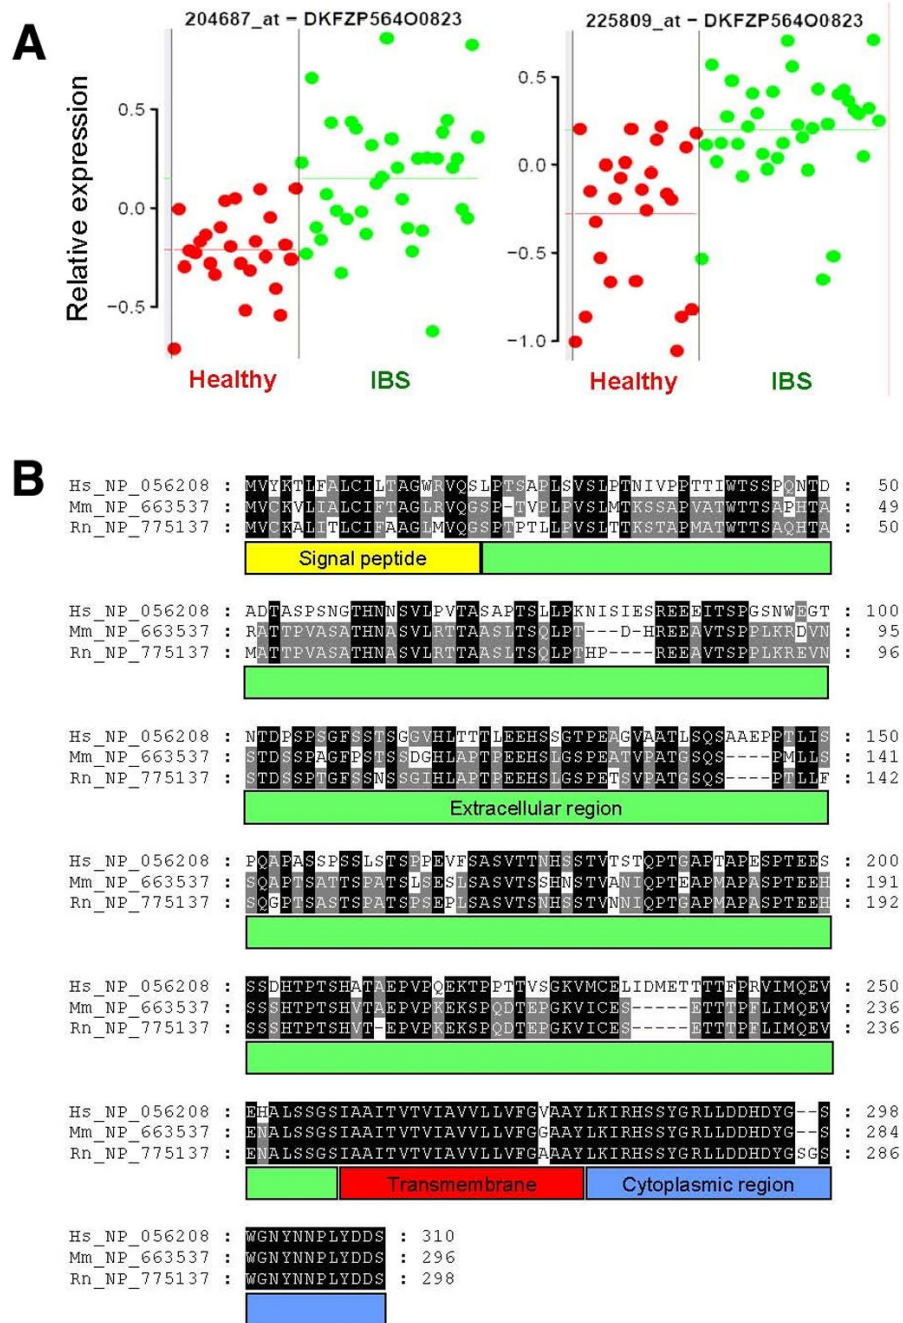 A
204687_at – DKFZP564O0823
225809_at – DKFZP564O0823
Relative expression
0.5
0.0
−0.5
0.5
0.0
−0.5
−1.0
Healthy
IBS
Healthy
IBS
B
Hs_NP_056208 : MVYKTLFALCILTAGWRVQSLPTSAPLSVSLPTNIVPPTTIWTSSPQNTD : 50
Mm_NP_663537 : MVCKVLIALCIFTAGLRVQGSP-TVPLPVSLMTKSSAPVATWTTSAPHTA : 49
Rn_NP_775137 : MVCKALITLCIFAAGLMVQGSPTPTLLPVSLTTKSTAPMATWTTSAQHTA : 50
Signal peptide
Hs_NP_056208 : ADTASPSNGTHNNSVLPVTASAPTSLLPKNISIESREEEITSPGSNWEGT : 100
Mm_NP_663537 : RATTPVASATHNASVLRTTAASLTSQLPT---D-HREEAVTSPPLKRDVN : 95
Rn_NP_775137 : MATTPVASATHNASVLRTTAASLTSQLPTHP----REEAVTSPPLKREVN : 96
Hs_NP_056208 : NTDPSPSGFSSTSGGVHLTTTLEEHSSGTPEAGVAATLSQSAAEPPTLIS : 150
Mm_NP_663537 : STDSSPAGFPSTSSDGHLAPTPEEHSLGSPEATVPATGSQS----PMLLS : 141
Rn_NP_775137 : STDSSPTGFSSNSSGIHLAPTPEEHSLGSPETSVPATGSQS----PTLLF : 142
Extracellular region
Hs_NP_056208 : PQAPASSPSSLSTSPPEVFSASVTTNHSSTVTSTQPTGAPTAPESPTEES : 200
Mm_NP_663537 : SQAPTSATTSPATSLSESLSASVTSSHNSTVANIQPTEAPMAPASPTEEH : 191
Rn_NP_775137 : SQGPTSASTSPATSPSEPLSASVTSNHSSTVNNIQPTGAPMAPASPTEEH : 192
Hs_NP_056208 : SSDHTPTSHATAEPVPQEKTPPTTVSGKVMCELIDMETTTTFPRVIMQEV : 250
Mm_NP_663537 : SSSHTPTSHVTAEPVPKEKSPQDTEPGKVICES-----ETTTPFLIMQEV : 236
Rn_NP_775137 : SSSHTPTSHVT-EPVPKEKSPQDTEPGKVICES-----ETTTPFLIMQEV : 236
Hs_NP_056208 : EHALSSGSIAAITVTVIAVVLLVFGVAAYLKIRHSSYGRLLDDHDYG--S : 298
Mm_NP_663537 : ENALSSGSIAAITVTVIAVVLLVFGGAAYLKIRHSSYGRLLDDHDYG--S : 284
Rn_NP_775137 : ENALSSGSIAAITVTVIAVVLLVFGAAAYLKIRHSSYGRLLDDHDYGSGS : 286
Transmembrane
Cytoplasmic region
Hs_NP_056208 : WGNYNNPLYDDS : 310
Mm_NP_663537 : WGNYNNPLYDDS : 296
Rn_NP_775137 : WGNYNNPLYDDS : 298